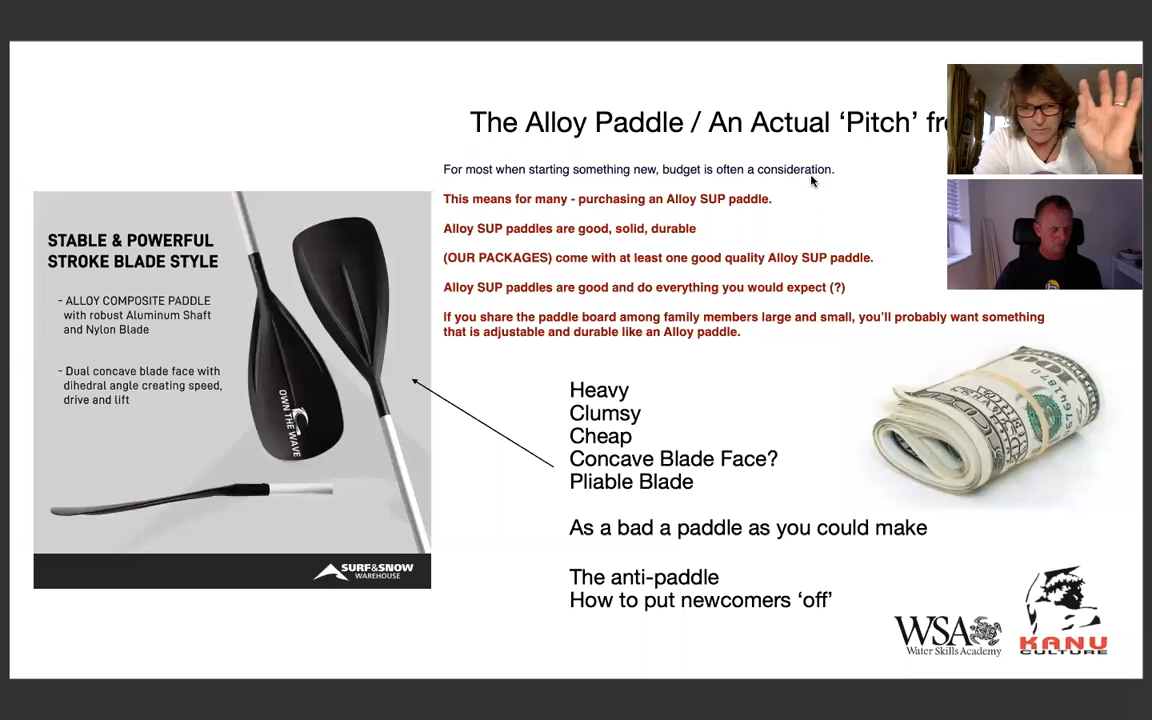 The Alloy Paddle / An Actual ‘Pitch’
For most when starting something new, budget is often a consideration.
This means for many - purchasing an Alloy SUP paddle.
Alloy SUP paddles are good, solid, durable
(OUR PACKAGES) come with at least one good quality Alloy SUP paddle.
Alloy SUP paddles are good and do everything you would expect (?)
If you share the paddle board among family members large and small, you’ll probably want something
that is adjustable and durable like an Alloy paddle.
STABLE & POWERFUL
STROKE BLADE STYLE
- ALLOY COMPOSITE PADDLE
with robust Aluminum Shaft
and Nylon Blade
- Dual concave blade face with
dihedral angle creating speed,
drive and lift
OWN THE WAVE
SURF&SNOW
WAREHOUSE
Heavy
Clumsy
Cheap
Concave Blade Face?
Pliable Blade
As a bad a paddle as you could make
The anti-paddle
How to put newcomers ‘off’
WSA
Water Skills Academy
KANU
CULTURE